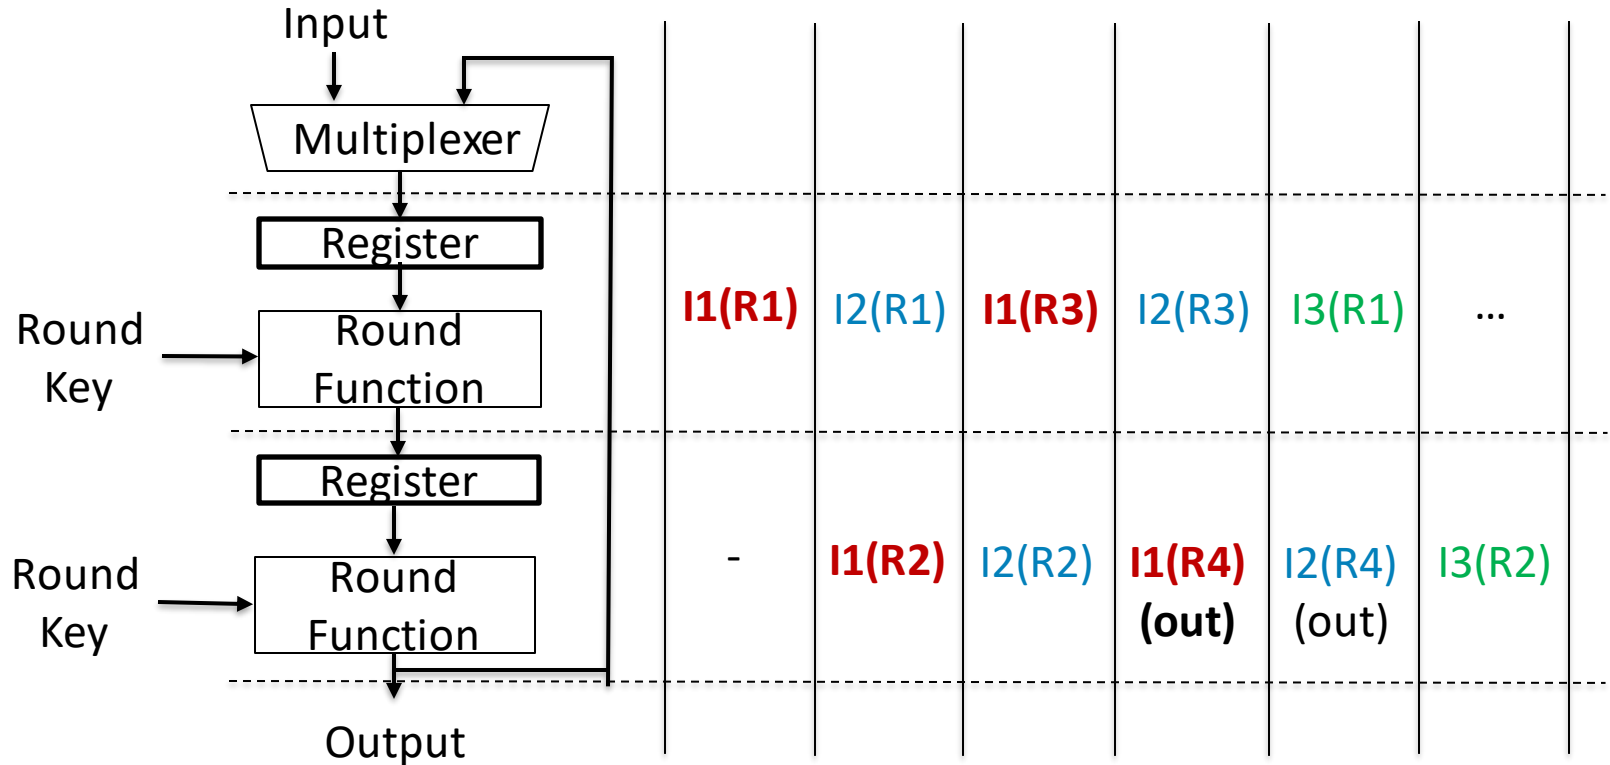 Input
Multiplexer
Register
Round
Key
Round
Function
Register
Round
Key
Round
Function
Output
I1(R1) I2(R1) I1(R3) I2(R3) I3(R1) ...
- I1(R2) I2(R2) I1(R4) I2(R4) I3(R2)
(out) (out)